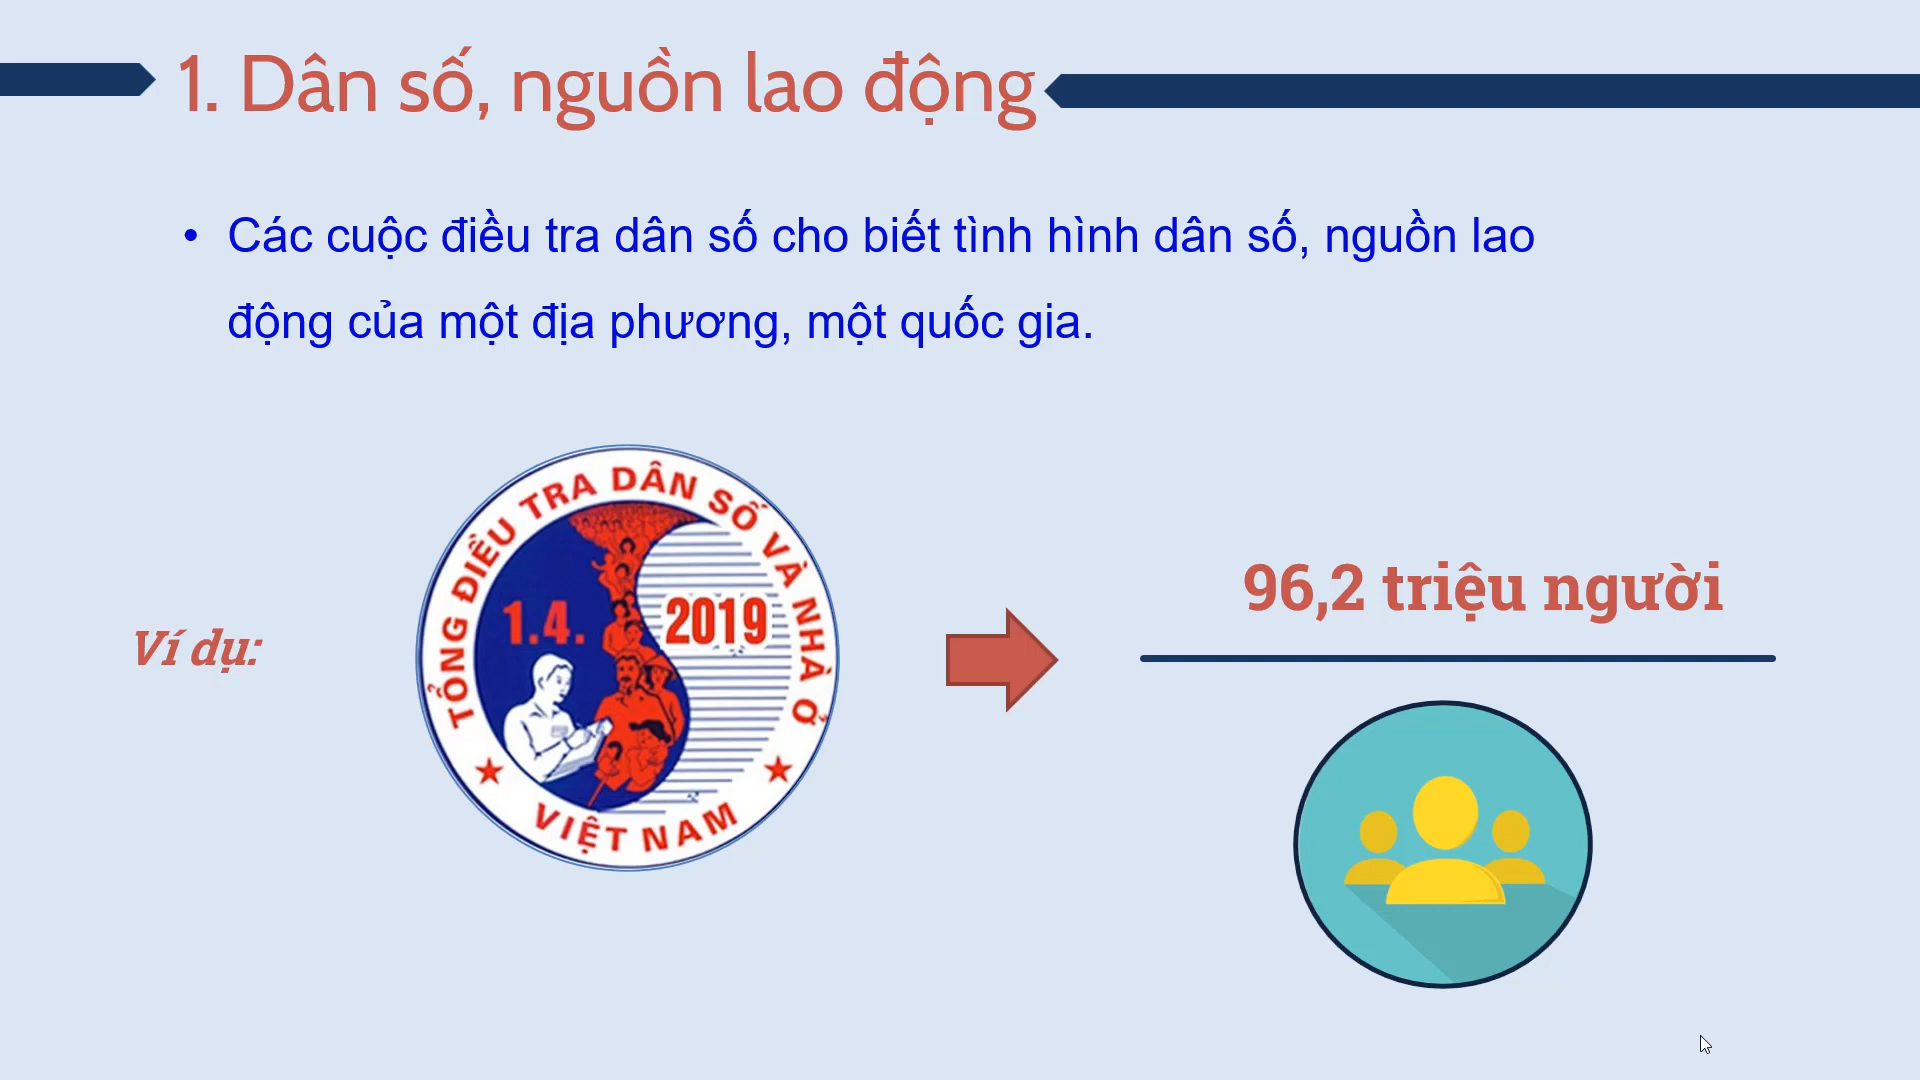 1. Dân số, nguồn lao động
• Các cuộc điều tra dân số cho biết tình hình dân số, nguồn lao
động của một địa phương, một quốc gia.
Ví dụ:
TỔNG ĐIỀU TRA DÂN SỐ VÀ NHÀ Ở
1.4. 2019
VIỆT NAM
96,2 triệu người